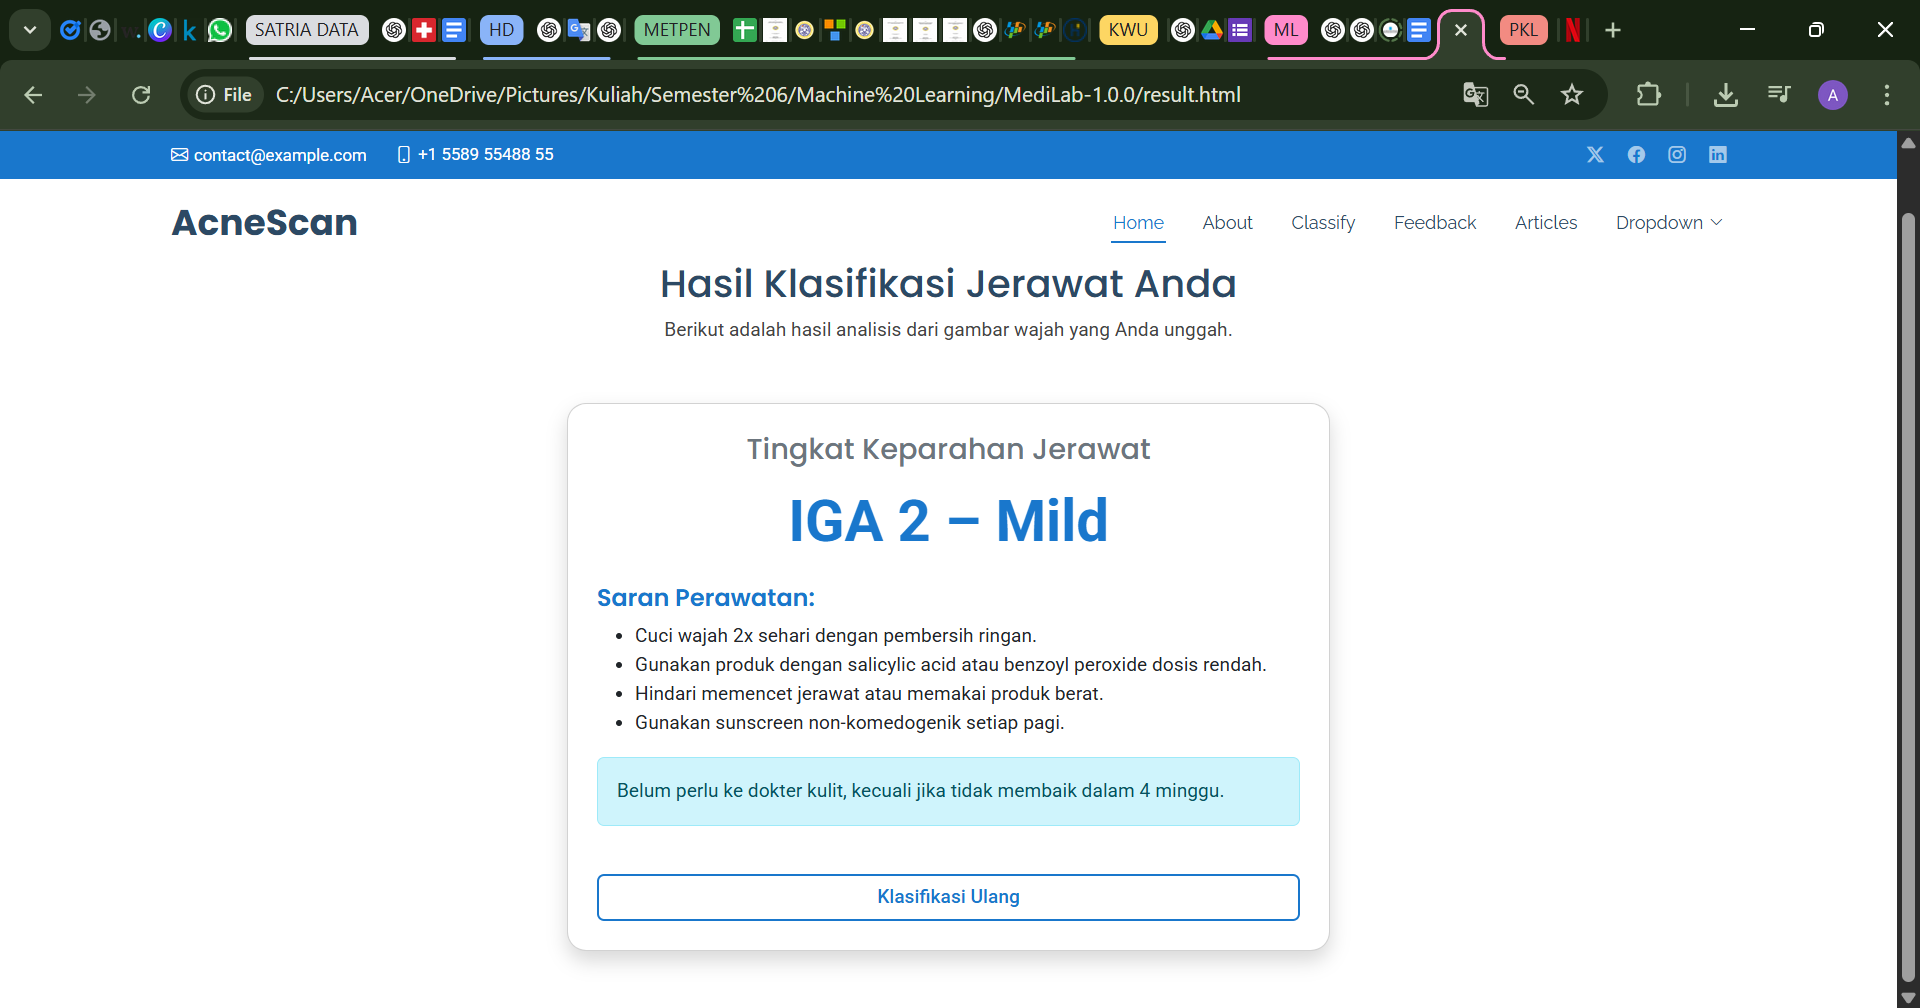 SATRIA DATA
HD
METPEN
KWU
ML
PKL
File
C:/Users/Acer/OneDrive/Pictures/Kuliah/Semester%206/Machine%20Learning/MediLab-1.0.0/result.html
A
contact@example.com
+1 5589 55488 55
AcneScan
Home
About
Classify
Feedback
Articles
Dropdown
Hasil Klasifikasi Jerawat Anda
Berikut adalah hasil analisis dari gambar wajah yang Anda unggah.
Tingkat Keparahan Jerawat
IGA 2 – Mild
Saran Perawatan:
Cuci wajah 2x sehari dengan pembersih ringan.
Gunakan produk dengan salicylic acid atau benzoyl peroxide dosis rendah.
Hindari memencet jerawat atau memakai produk berat.
Gunakan sunscreen non-komedogenik setiap pagi.
Belum perlu ke dokter kulit, kecuali jika tidak membaik dalam 4 minggu.
Klasifikasi Ulang